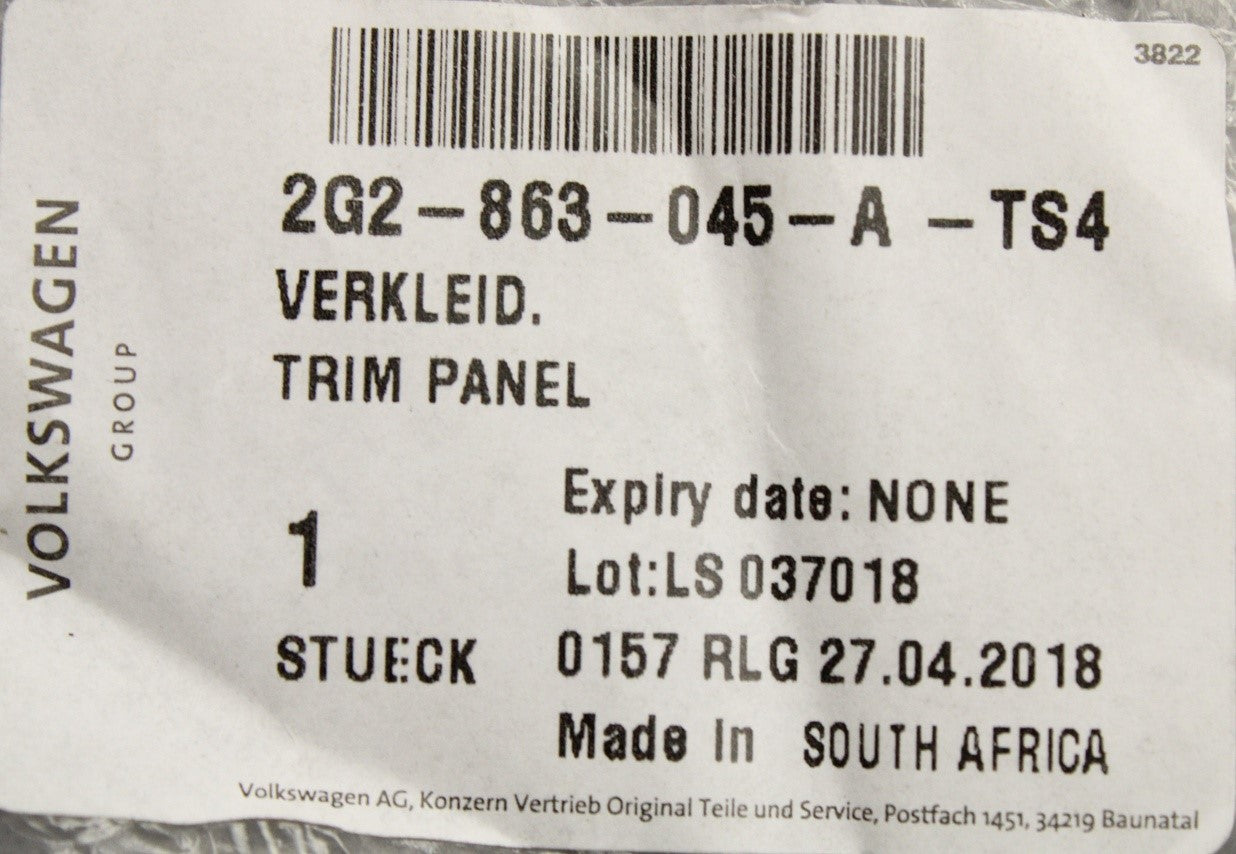 3822
2G2-863-045-A -TS4
VERKLEID.
TRIM PANEL
VOLKSWAGEN
GROUP
1
STUECK
Expiry date: NONE
Lot:LS 037018
0157 RLG 27.04.2018
Made In SOUTH AFRICA
Volkswagen AG, Konzern Vertrieb Original Teile und Service, Postfach 1451, 34219 Baunatal